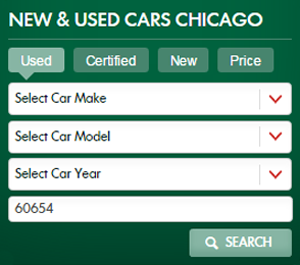 NEW & USED CARS CHICAGO
Used Certified New Price
Select Car Make
Select Car Model
Select Car Year
60654
SEARCH